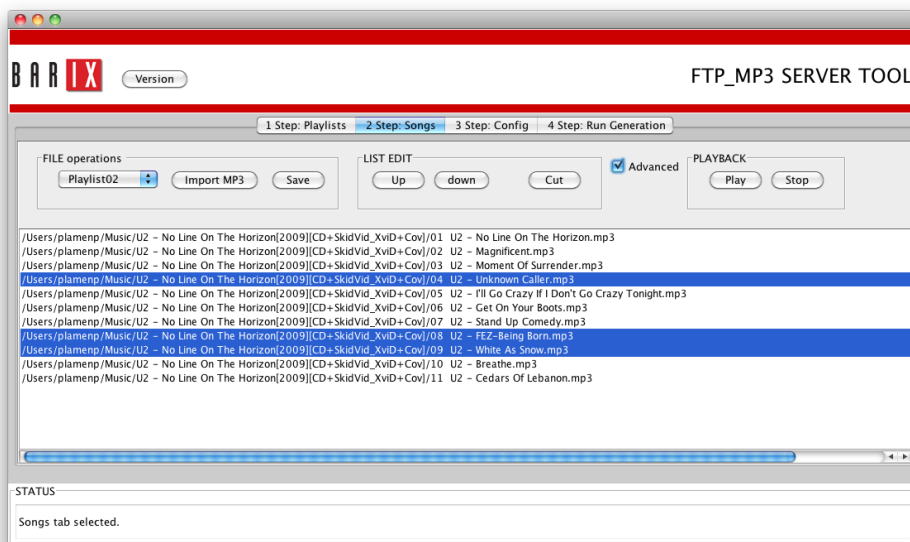 BARIX
Version
FTP_MP3 SERVER TOOL
1 Step: Playlists
2 Step: Songs
3 Step: Config
4 Step: Run Generation
FILE operations
Playlist02
Import MP3
Save
LIST EDIT
Up
down
Cut
Advanced
PLAYBACK
Play
Stop
/Users/plamenp/Music/U2 - No Line On The Horizon[2009][CD+SkidVid_XviD+Cov]/01  U2 - No Line On The Horizon.mp3
/Users/plamenp/Music/U2 - No Line On The Horizon[2009][CD+SkidVid_XviD+Cov]/02  U2 - Magnificent.mp3
/Users/plamenp/Music/U2 - No Line On The Horizon[2009][CD+SkidVid_XviD+Cov]/03  U2 - Moment Of Surrender.mp3
/Users/plamenp/Music/U2 - No Line On The Horizon[2009][CD+SkidVid_XviD+Cov]/04  U2 - Unknown Caller.mp3
/Users/plamenp/Music/U2 - No Line On The Horizon[2009][CD+SkidVid_XviD+Cov]/05  U2 - I'll Go Crazy If I Don't Go Crazy Tonight.mp3
/Users/plamenp/Music/U2 - No Line On The Horizon[2009][CD+SkidVid_XviD+Cov]/06  U2 - Get On Your Boots.mp3
/Users/plamenp/Music/U2 - No Line On The Horizon[2009][CD+SkidVid_XviD+Cov]/07  U2 - Stand Up Comedy.mp3
/Users/plamenp/Music/U2 - No Line On The Horizon[2009][CD+SkidVid_XviD+Cov]/08  U2 - FEZ-Being Born.mp3
/Users/plamenp/Music/U2 - No Line On The Horizon[2009][CD+SkidVid_XviD+Cov]/09  U2 - White As Snow.mp3
/Users/plamenp/Music/U2 - No Line On The Horizon[2009][CD+SkidVid_XviD+Cov]/10  U2 - Breathe.mp3
/Users/plamenp/Music/U2 - No Line On The Horizon[2009][CD+SkidVid_XviD+Cov]/11  U2 - Cedars Of Lebanon.mp3
STATUS
Songs tab selected.